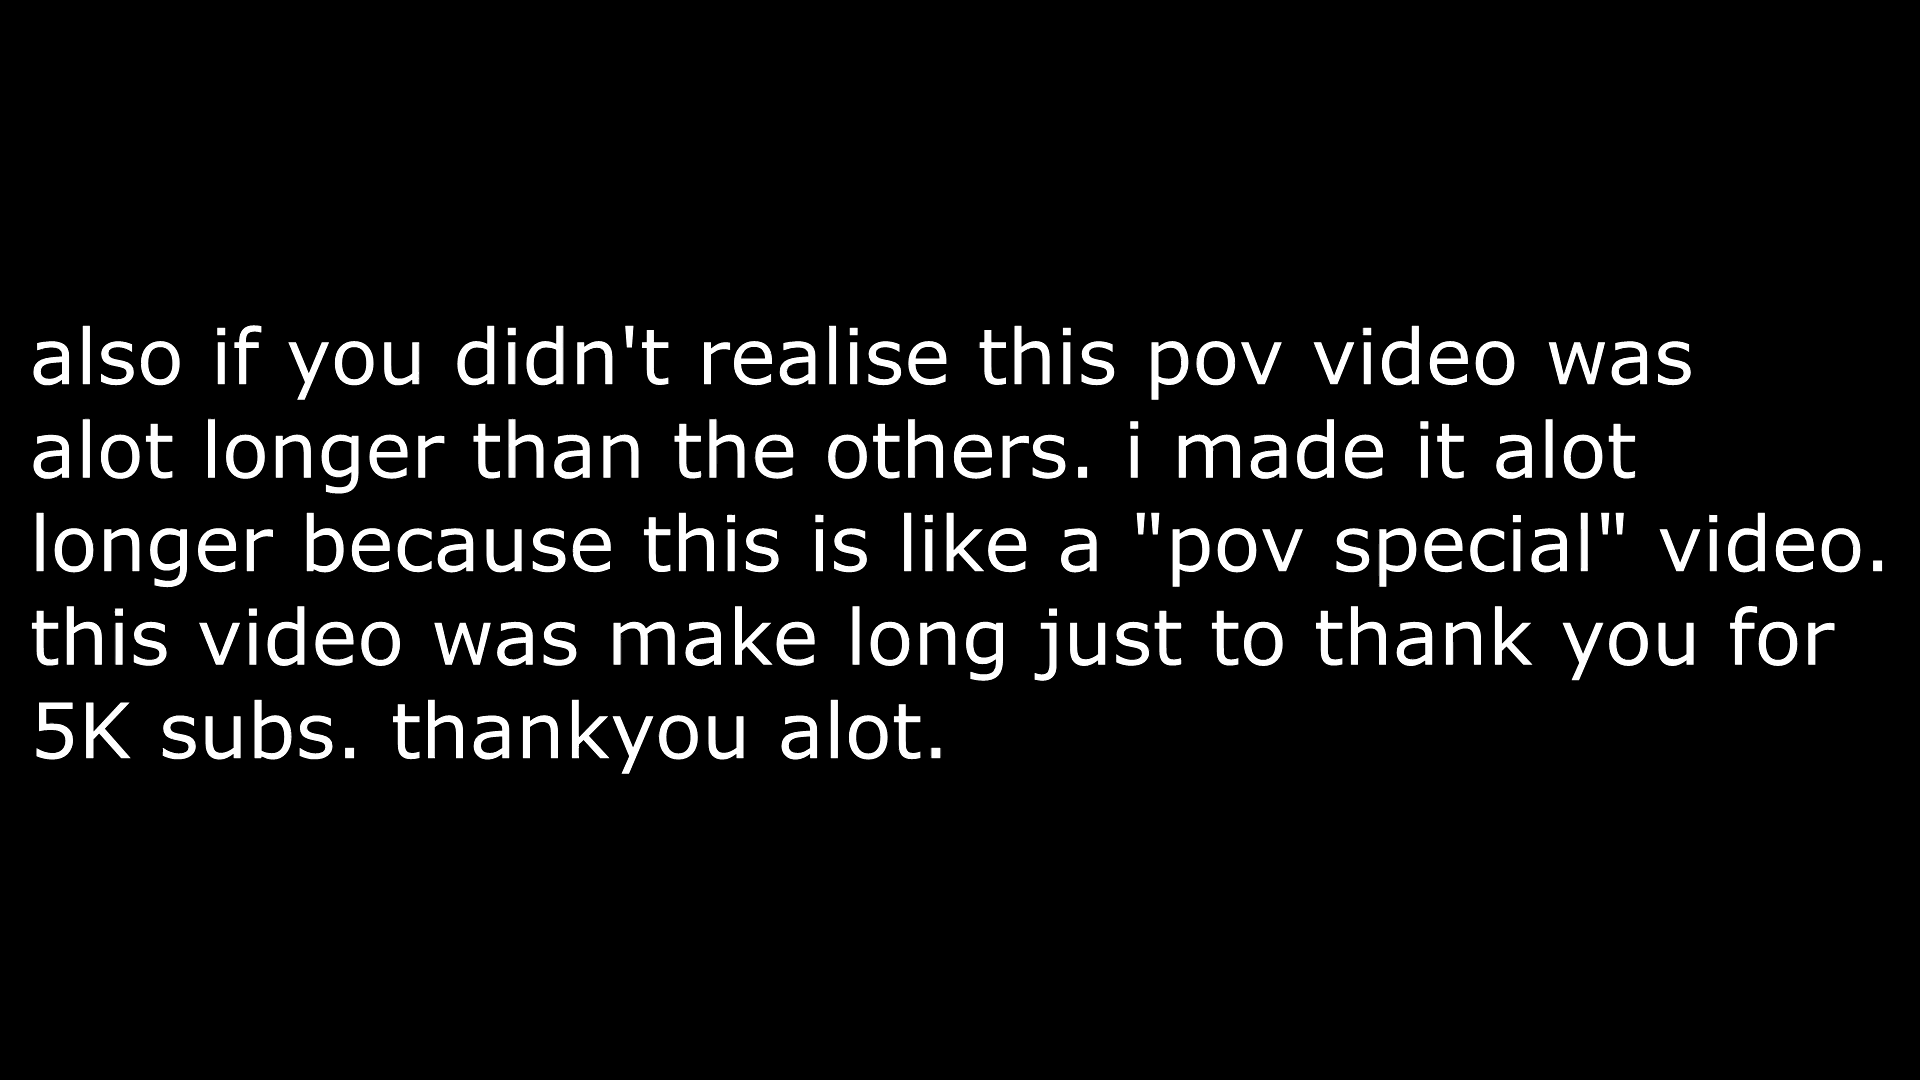 also if you didn't realise this pov video was
alot longer than the others. i made it alot
longer because this is like a "pov special" video.
this video was make long just to thank you for
5K subs. thankyou alot.